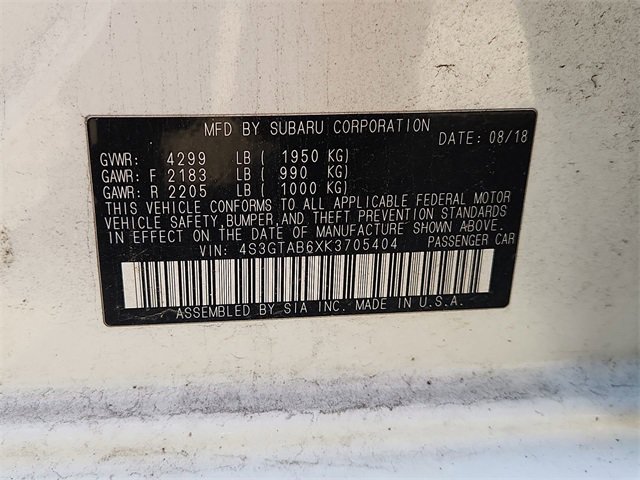 MFD BY SUBARU CORPORATION
DATE: 08/18
GVWR: 4299 LB ( 1950 KG)
GAWR: F 2183 LB ( 990 KG)
GAWR: R 2205 LB ( 1000 KG)
THIS VEHICLE CONFORMS TO ALL APPLICABLE FEDERAL MOTOR
VEHICLE SAFETY, BUMPER, AND THEFT PREVENTION STANDARDS
IN EFFECT ON THE DATE OF MANUFACTURE SHOWN ABOVE.
VIN: 4S3GTAB6XK3705404 PASSENGER CAR
ASSEMBLED BY SIA INC. MADE IN U.S.A.